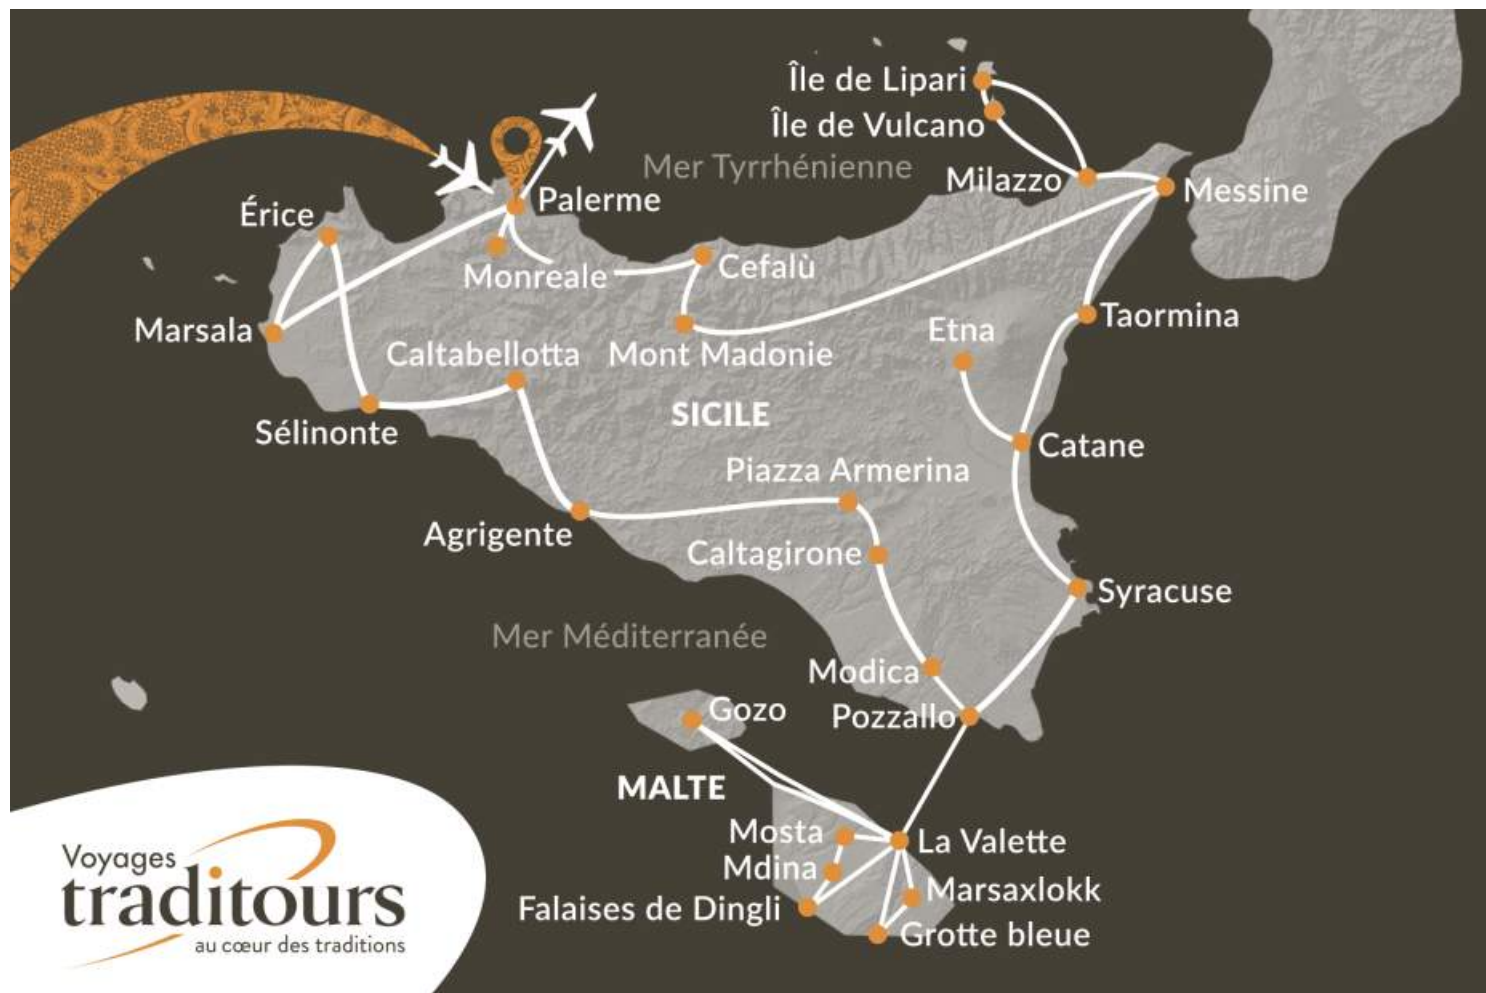 Île de Lipari
Île de Vulcano
Mer Tyrrhénienne
Milazzo
Messine
Palerme
Érice
Monreale
Cefalù
Marsala
Taormina
Etna
Caltabellotta
Mont Madonie
SICILE
Sélinonte
Catane
Piazza Armerina
Agrigente
Caltagirone
Syracuse
Mer Méditerranée
Modica
Gozo
Pozzallo
MALTE
Mosta
La Valette
Mdina
Marsaxlokk
Falaises de Dingli
Grotte bleue
Voyages
traditours
au cœur des traditions